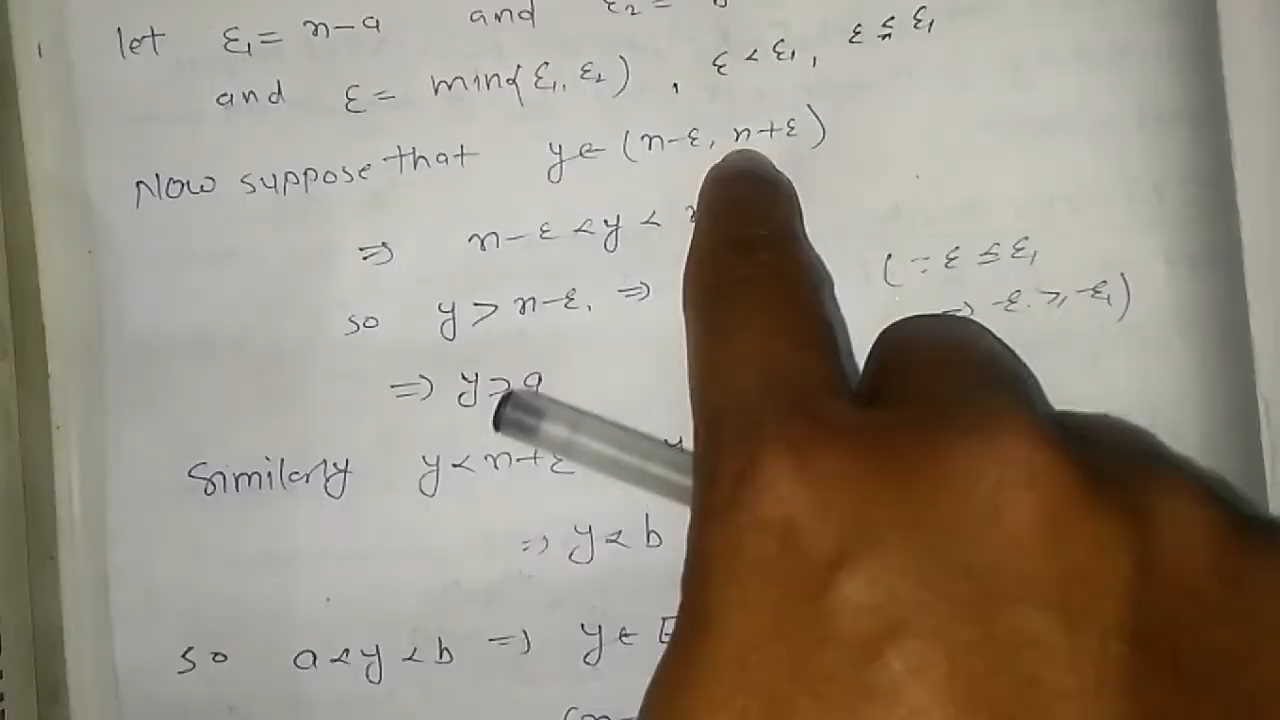 let ε₁ = n-a and ε₂ =
and ε = min{ε₁, ε₂) , ε < ε₁, ε ≤ ε₁
Now suppose that y∈ (n-ε, n+ε)
⇒ n-ε < y <
so y > n-ε, ⇒ (∵ ε ≤ ε₁
⇒ -ε ≥ -ε₁)
⇒ y > a
Similarly y < n+ε
⇒ y < b
so a < y < b ⇒ y ∈